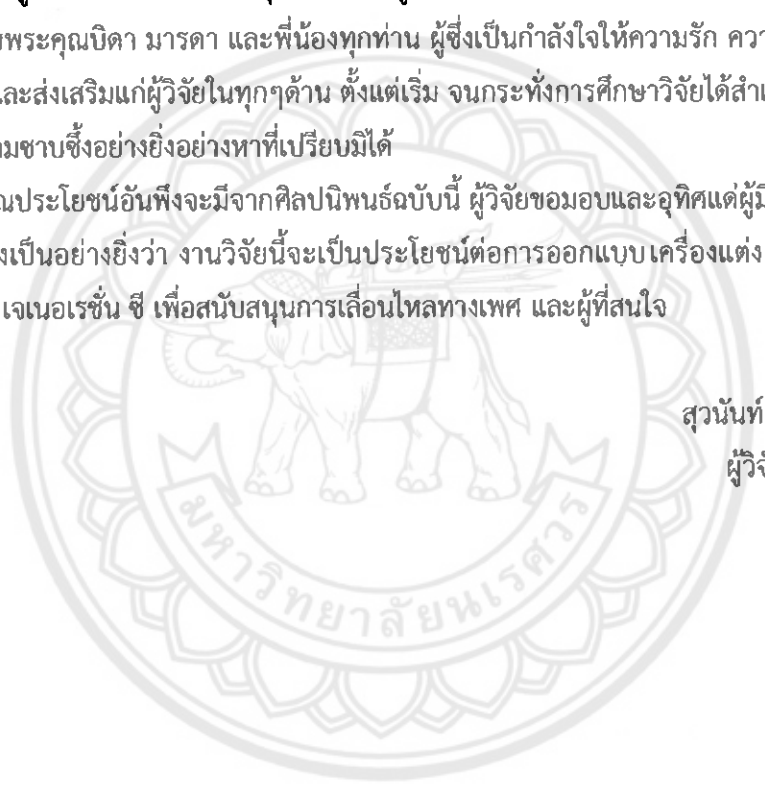 พระคุณบิดา มารดา และพี่น้องทุกท่าน ผู้ซึ่งเป็นกำลังใจให้ความรัก
และส่งเสริมแก่ผู้วิจัยในทุกๆด้าน ตั้งแต่เริ่ม จนกระทั่งการศึกษาวิจัยได้
ซาบซึ้งอย่างยิ่งอย่างหาที่เปรียบมิได้
ประโยชน์อันพึงจะมีจากศิลปนิพนธ์ฉบับนี้ ผู้วิจัยขอมอบและอุทิศแด่
เป็นอย่างยิ่งว่า งานวิจัยนี้จะเป็นประโยชน์ต่อการออกแบบเครื่องแต่ง
เจเนอเรชั่น ซี เพื่อสนับสนุนการเลื่อนไหลทางเพศ และผู้ที่สนใจ
สุวนันท์
มหาวิทยาลัยนเรศวร